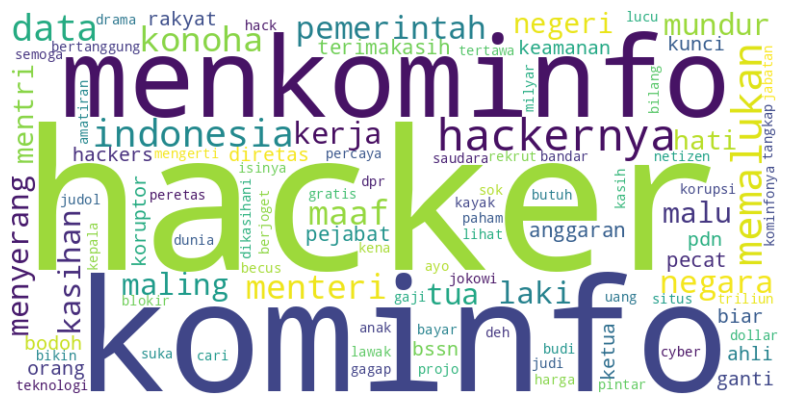 data
drama
rakyat
hack
pemerintah
negeri
lucu
mundur
bertanggung
konoha
terimakasih
tertawa
keamanan
kunci
semoga
menkominfo
milyar
bilang
jabatan
mentri
amatiran
indonesia
kerja
hackernya
hati
memalukan
tangkap
kominfonya
hackers
mengerti
diretas
percaya
saudara
rekrut
bandar
netizen
isinya
hacker
menyerang
kasihan
judol
koruptor
peretas
gratis
dpr
sok
kayak
butuh
kasih
korupsi
maaf
malu
dikasihani
berjoget
paham
anggaran
dunia
pejabat
kena
lihat
pdn
kepala
becus
ayo
pecat
maling
menteri
tua
jokowi
laki
negara
blokir
gaji
uang
situs
triliun
kominfo
bodoh
biar
anak
bayar
deh
budi
ketua
dollar
bikin
suka
cari
lawak
bssn
judi
cyber
ahli
orang
gagap
projo
harga
pintar
ganti
teknologi